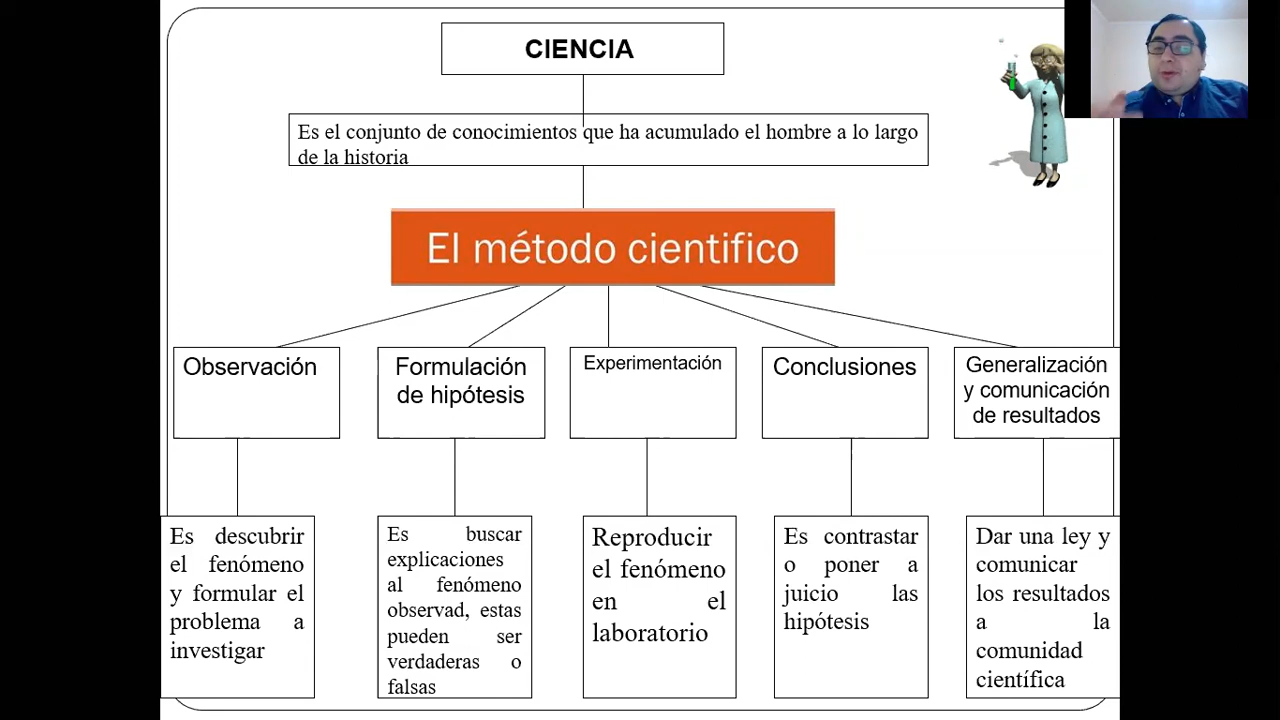 CIENCIA
Es el conjunto de conocimientos que ha acumulado el hombre a lo largo
de la historia
El método cientifico
Observación
Formulación
de hipótesis
Experimentación
Conclusiones
Generalización
y comunicación
de resultados
Es descubrir
el fenómeno
y formular el
problema a
investigar
Es buscar
explicaciones
al fenómeno
observad, estas
pueden ser
verdaderas o
falsas
Reproducir
el fenómeno
en el
laboratorio
Es contrastar
o poner a
juicio las
hipótesis
Dar una ley y
comunicar
los resultados
a la
comunidad
científica